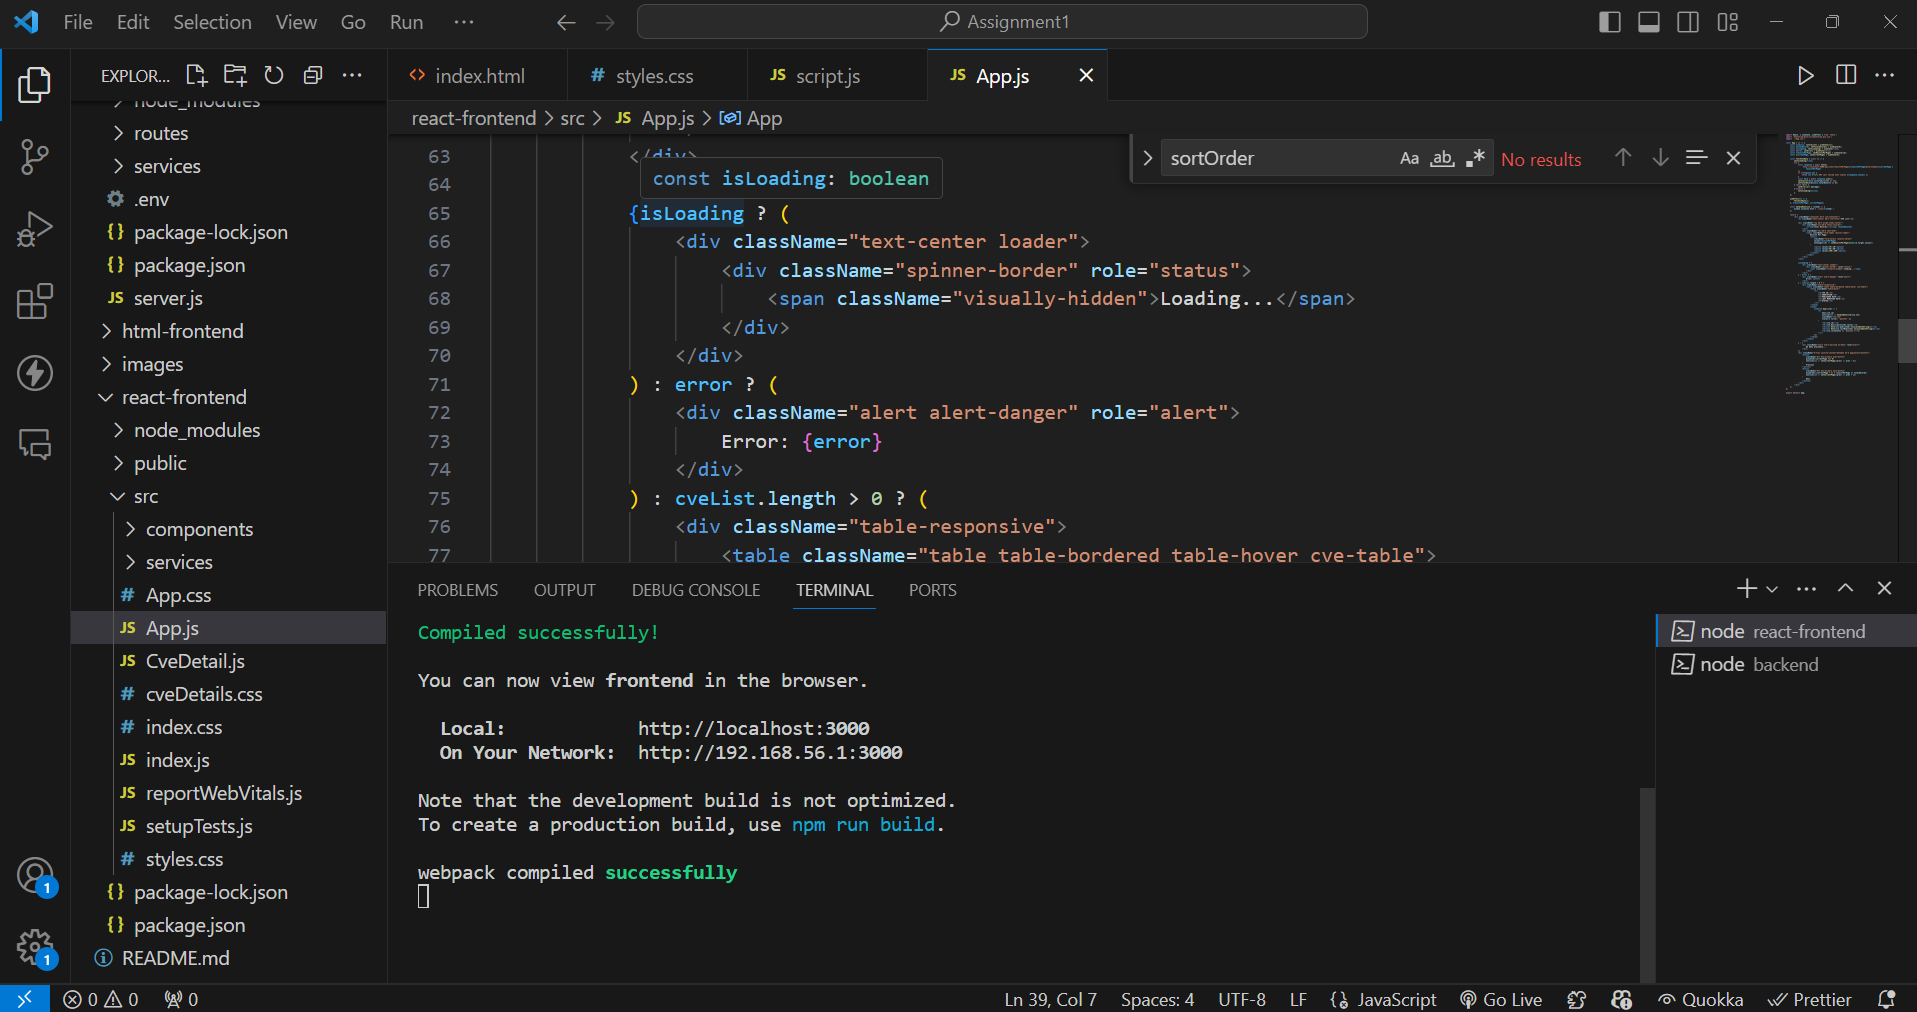 File Edit Selection View Go Run ··· Assignment1
EXPLOR... ···
index.html
# styles.css
JS script.js
JS App.js
react-frontend > src > JS App.js > App
node_modules
routes
services
.env
{} package-lock.json
{} package.json
JS server.js
html-frontend
images
react-frontend
node_modules
public
src
components
services
# App.css
JS App.js
JS CveDetail.js
# cveDetails.css
# index.css
JS index.js
JS reportWebVitals.js
JS setupTests.js
# styles.css
{} package-lock.json
{} package.json
README.md
1
1
sortOrder Aa ab .* No results
63 </div>
const isLoading: boolean
64
65 {isLoading ? (
66 <div className="text-center loader">
67 <div className="spinner-border" role="status">
68 <span className="visually-hidden">Loading...</span>
69 </div>
70 </div>
71 ) : error ? (
72 <div className="alert alert-danger" role="alert">
73 Error: {error}
74 </div>
75 ) : cveList.length > 0 ? (
76 <div className="table-responsive">
77 <table className="table table-bordered table-hover cve-table">
PROBLEMS OUTPUT DEBUG CONSOLE TERMINAL PORTS
Compiled successfully!
You can now view frontend in the browser.
Local: http://localhost:3000
On Your Network: http://192.168.56.1:3000
Note that the development build is not optimized.
To create a production build, use npm run build.
webpack compiled successfully
node react-frontend
node backend
0 0 0 Ln 39, Col 7 Spaces: 4 UTF-8 LF JavaScript Go Live Quokka Prettier